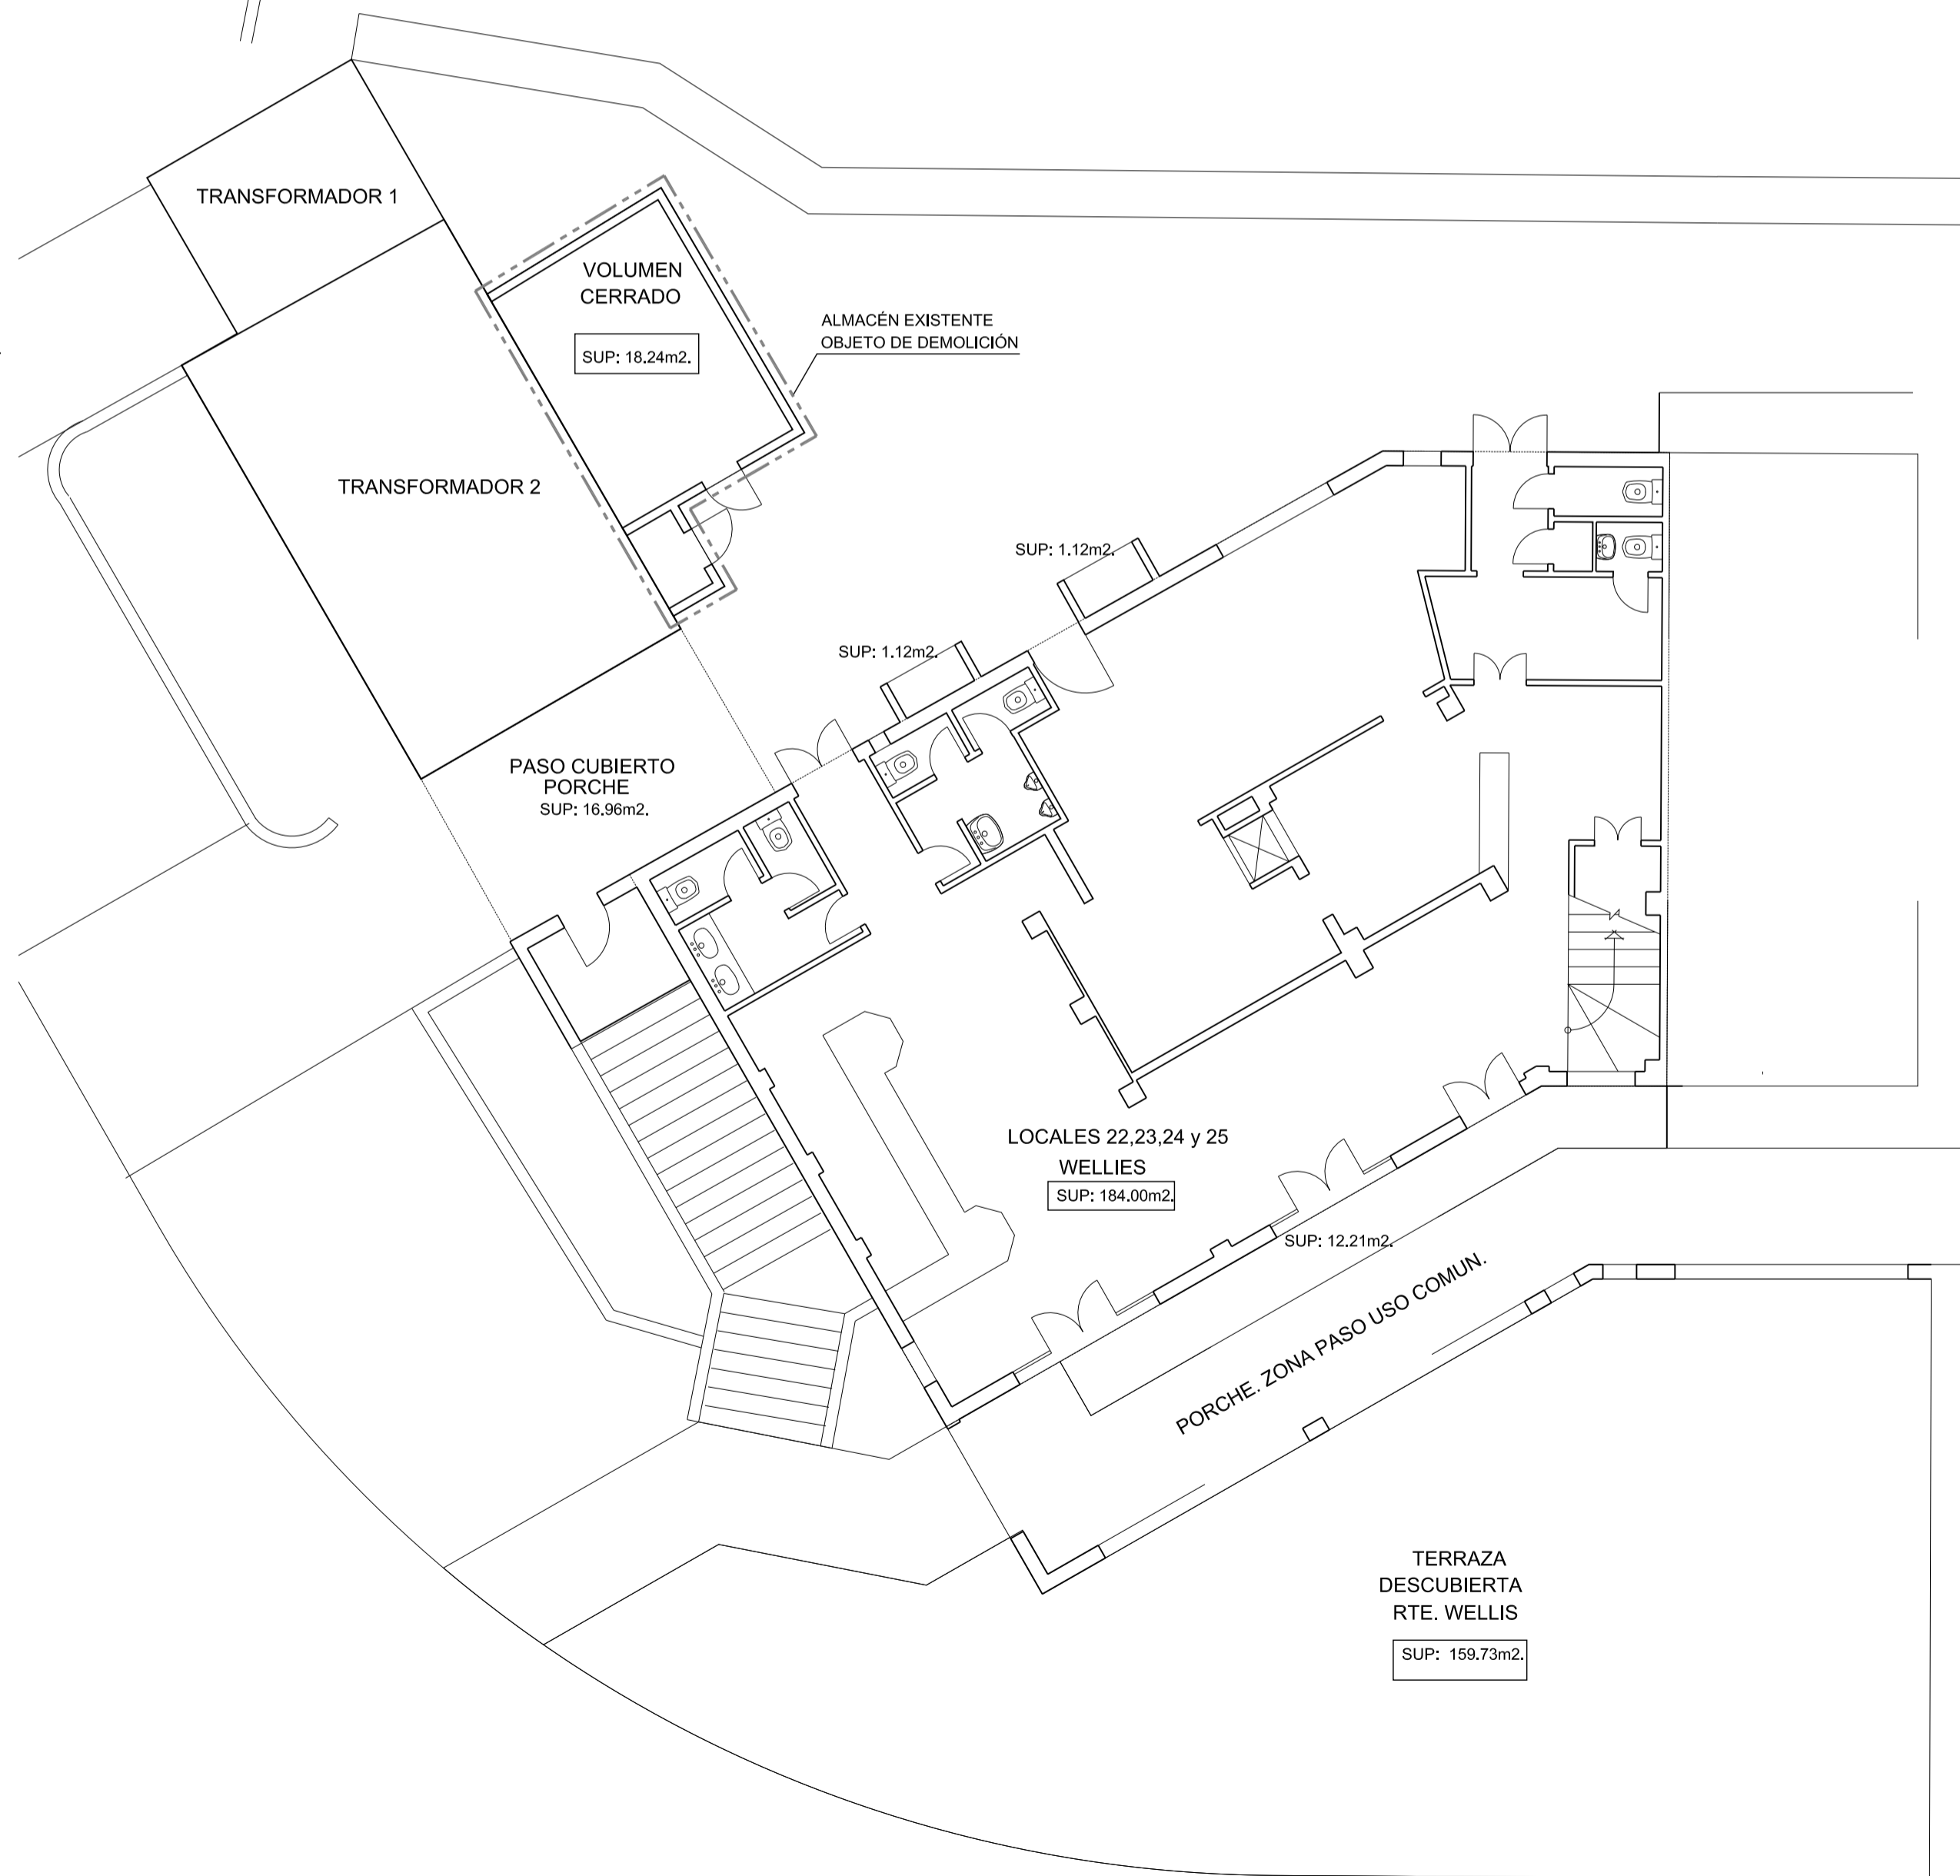 TRANSFORMADOR 1
VOLUMEN
CERRADO
SUP: 18.24m2.
ALMACÉN EXISTENTE
OBJETO DE DEMOLICIÓN
TRANSFORMADOR 2
SUP: 1.12m2.
SUP: 1.12m2.
PASO CUBIERTO
PORCHE
SUP: 16.96m2.
LOCALES 22,23,24 y 25
WELLIES
SUP: 184.00m2.
SUP: 12.21m2.
PORCHE. ZONA PASO USO COMUN.
TERRAZA
DESCUBIERTA
RTE. WELLIS
SUP: 159.73m2.